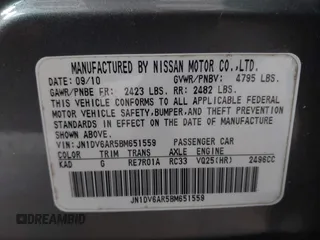 MANUFACTURED BY NISSAN MOTOR CO.,LTD.
DATE: 09/10 GVWR/PNBV: 4795 LBS.
GAWR/PNBE FR: 2423 LBS. RR: 2482 LBS.
THIS VEHICLE CONFORMS TO ALL APPLICABLE
FEDERAL MOTOR VEHICLE SAFETY,BUMPER,AND THEFT
PREVENTION STANDARDS IN EFFECT ON THE DATE OF
MANUFACTURE SHOWN ABOVE.
VIN: JN1DV6AR5BM651559 PASSENGER CAR
COLOR TRIM TRANS AXLE ENGINE
KAD G RE7R01A RC33 VQ25(HR) 2496CC
DREAMBID